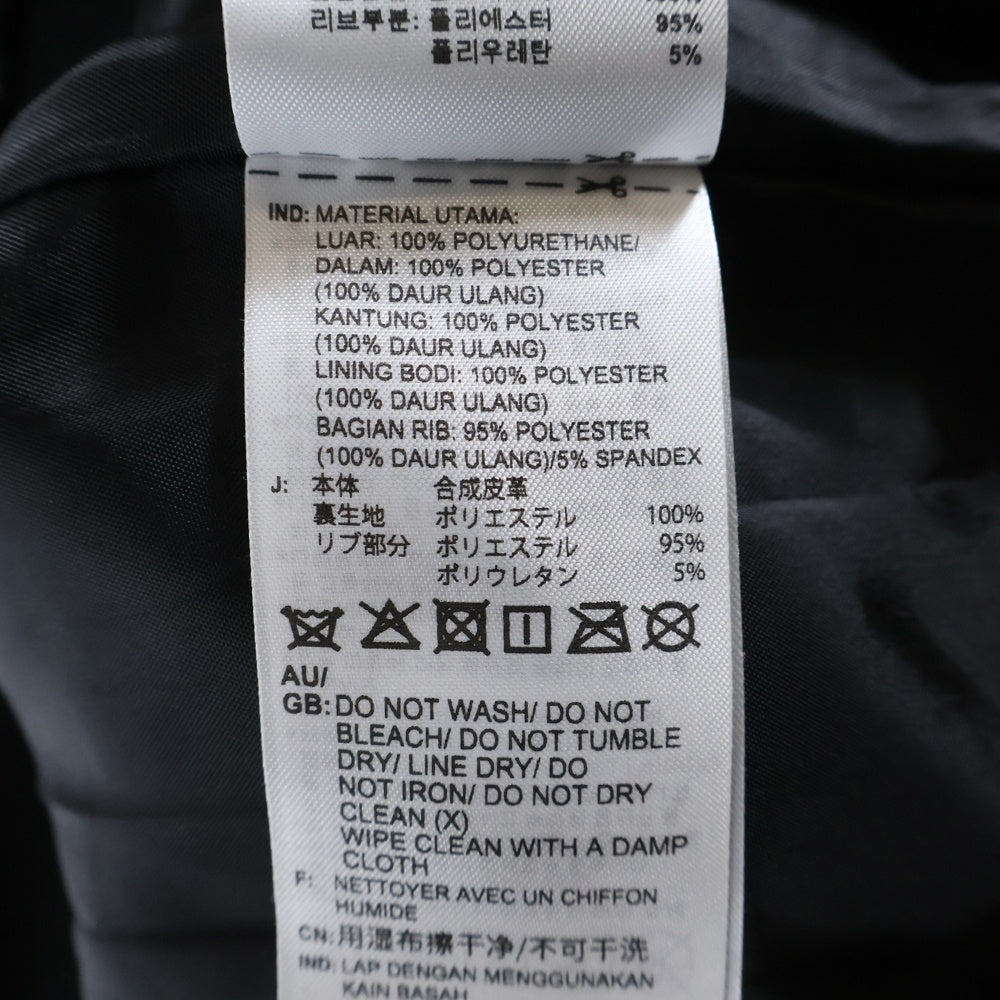 리브부분: 폴리에스터 95%
폴리우레탄 5%
IND: MATERIAL UTAMA:
LUAR: 100% POLYURETHANE/
DALAM: 100% POLYESTER
(100% DAUR ULANG)
KANTUNG: 100% POLYESTER
(100% DAUR ULANG)
LINING BODI: 100% POLYESTER
(100% DAUR ULANG)
BAGIAN RIB: 95% POLYESTER
(100% DAUR ULANG)/5% SPANDEX
J: 本体 合成皮革
裏生地 ポリエステル 100%
リブ部分 ポリエステル 95%
ポリウレタン 5%
AU/
GB: DO NOT WASH/ DO NOT
BLEACH/ DO NOT TUMBLE
DRY/ LINE DRY/ DO
NOT IRON/ DO NOT DRY
CLEAN (X)
WIPE CLEAN WITH A DAMP
CLOTH
F: NETTOYER AVEC UN CHIFFON
HUMIDE
CN: 用湿布擦干净/不可干洗
IND: LAP DENGAN MENGGUNAKAN
KAIN BASAH